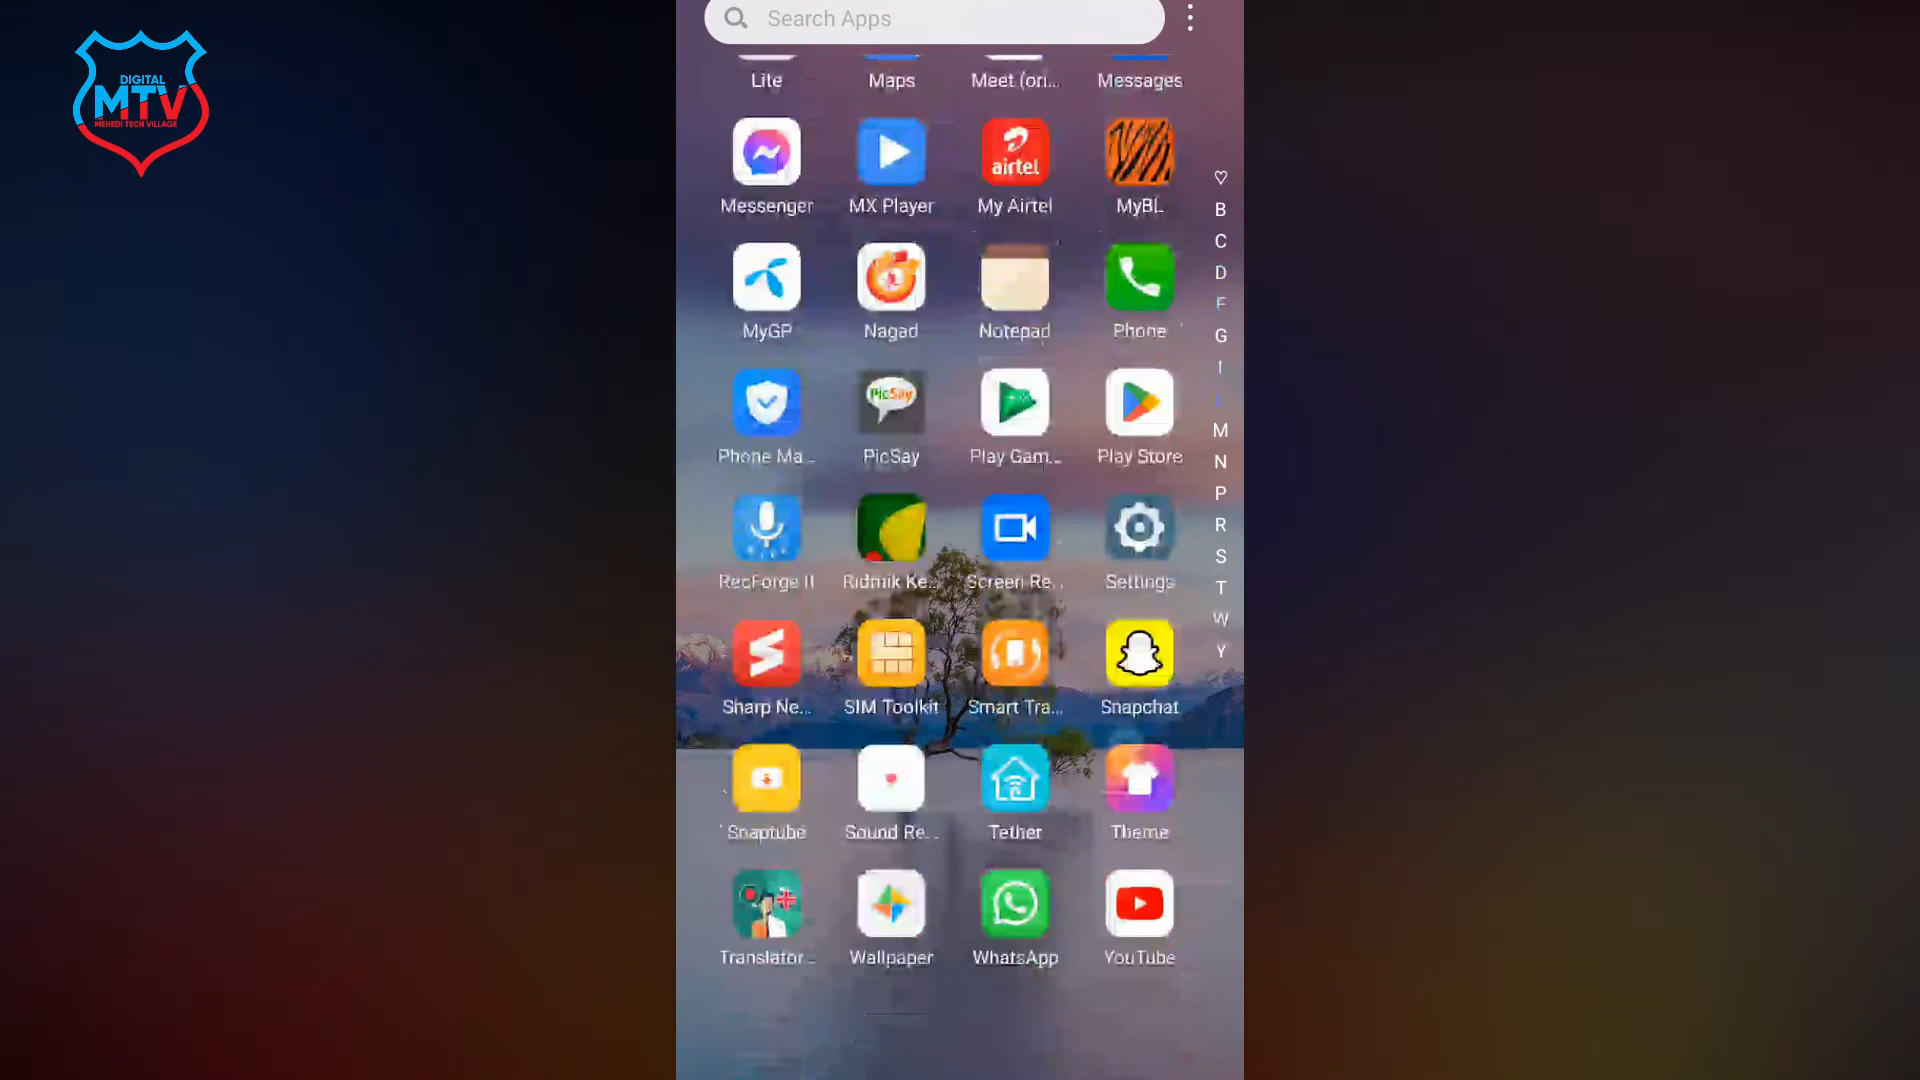 DIGITAL
MTV
MEHEDI TECH VILLAGE
Search Apps
Lite Maps Meet (ori... Messages
airtel
Messenger MX Player My Airtel MyBL
MyGP Nagad Notepad Phone
PicSay
Phone Ma... PicSay Play Gam... Play Store
RecForge II Ridmik Ke... Screen Re... Settings
Sharp Ne... SIM Toolkit Smart Tra... Snapchat
Snaptube Sound Re... Tether Theme
Translator... Wallpaper WhatsApp YouTube
B
C
D
F
G
I
L
M
N
P
R
S
T
W
Y